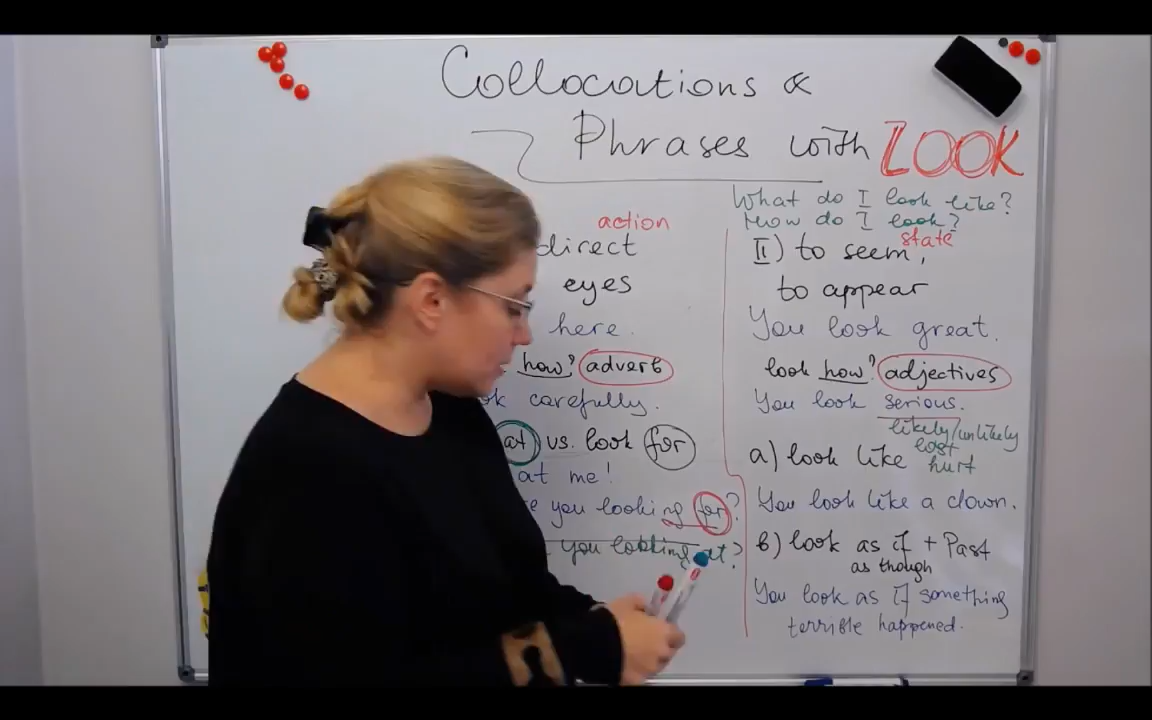 Collocations &
Phrases with LOOK
action
direct
eyes
here.
how? adverb
carefully.
at vs. look for
at me!
you looking for?
you looking at?
What do I look like?
How do I look?
state
II) to seem,
to appear
You look great.
look how? adjectives
You look serious.
likely/unlikely
lost
a) look like hurt
You look like a clown.
b) look as if + Past
as though
You look as if something
terrible happened.